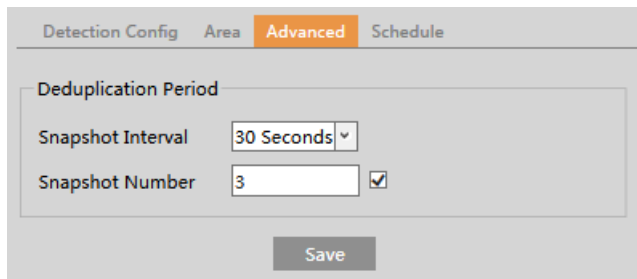 Detection Config Area Advanced Schedule
Deduplication Period
Snapshot Interval 30 Seconds
Snapshot Number 3
Save